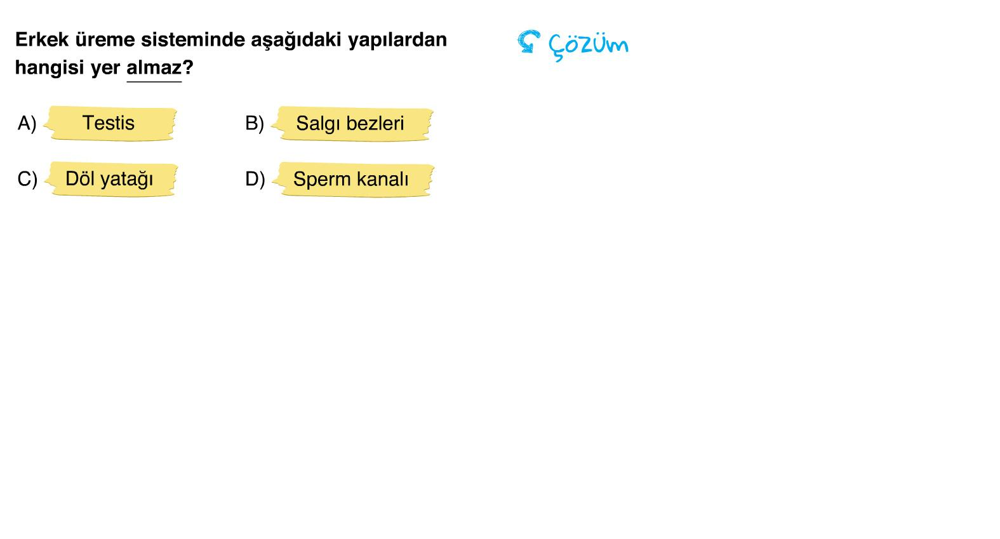 Erkek üreme sisteminde aşağıdaki yapılardan
hangisi yer almaz?
Çözüm
A) Testis
B) Salgı bezleri
C) Döl yatağı
D) Sperm kanalı